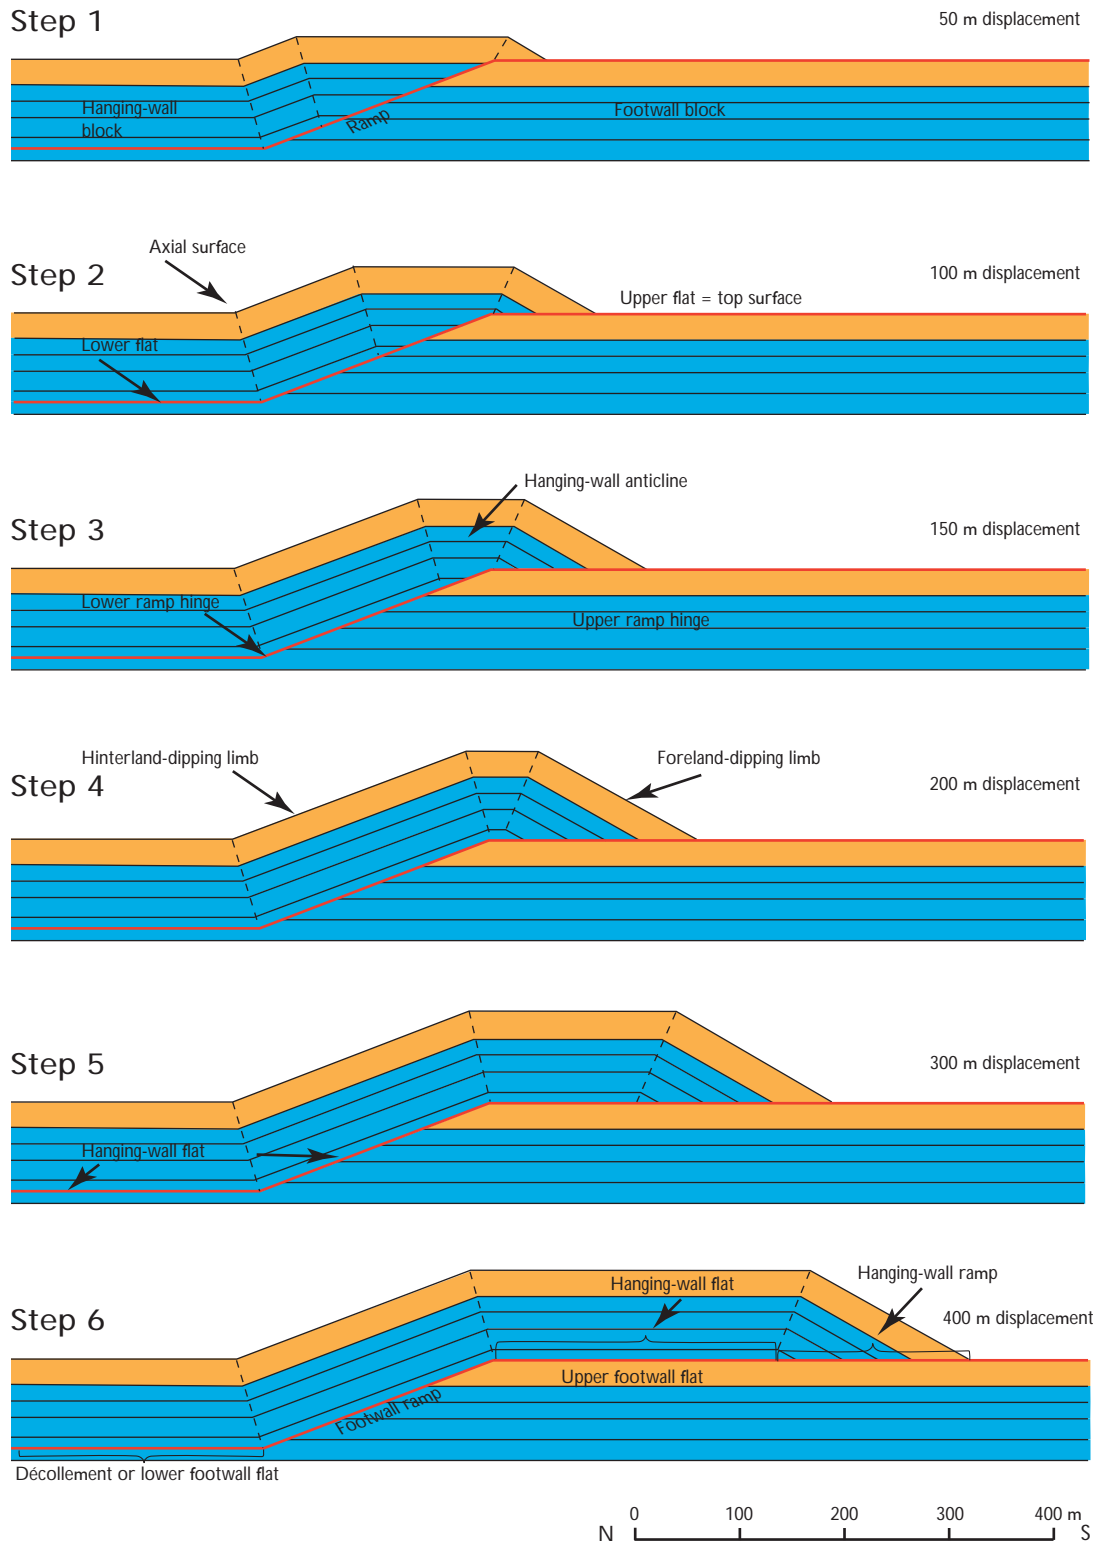 Step 1
50 m displacement
Hanging-wall
block
Ramp
Footwall block
Axial surface
Step 2
100 m displacement
Upper flat = top surface
Lower flat
Hanging-wall anticline
Step 3
150 m displacement
Lower ramp hinge
Upper ramp hinge
Hinterland-dipping limb
Foreland-dipping limb
Step 4
200 m displacement
Step 5
300 m displacement
Hanging-wall flat
Hanging-wall ramp
Hanging-wall flat
Step 6
400 m displacement
Upper footwall flat
Footwall ramp
Décollement or lower footwall flat
0 100 200 300 400 m
N S